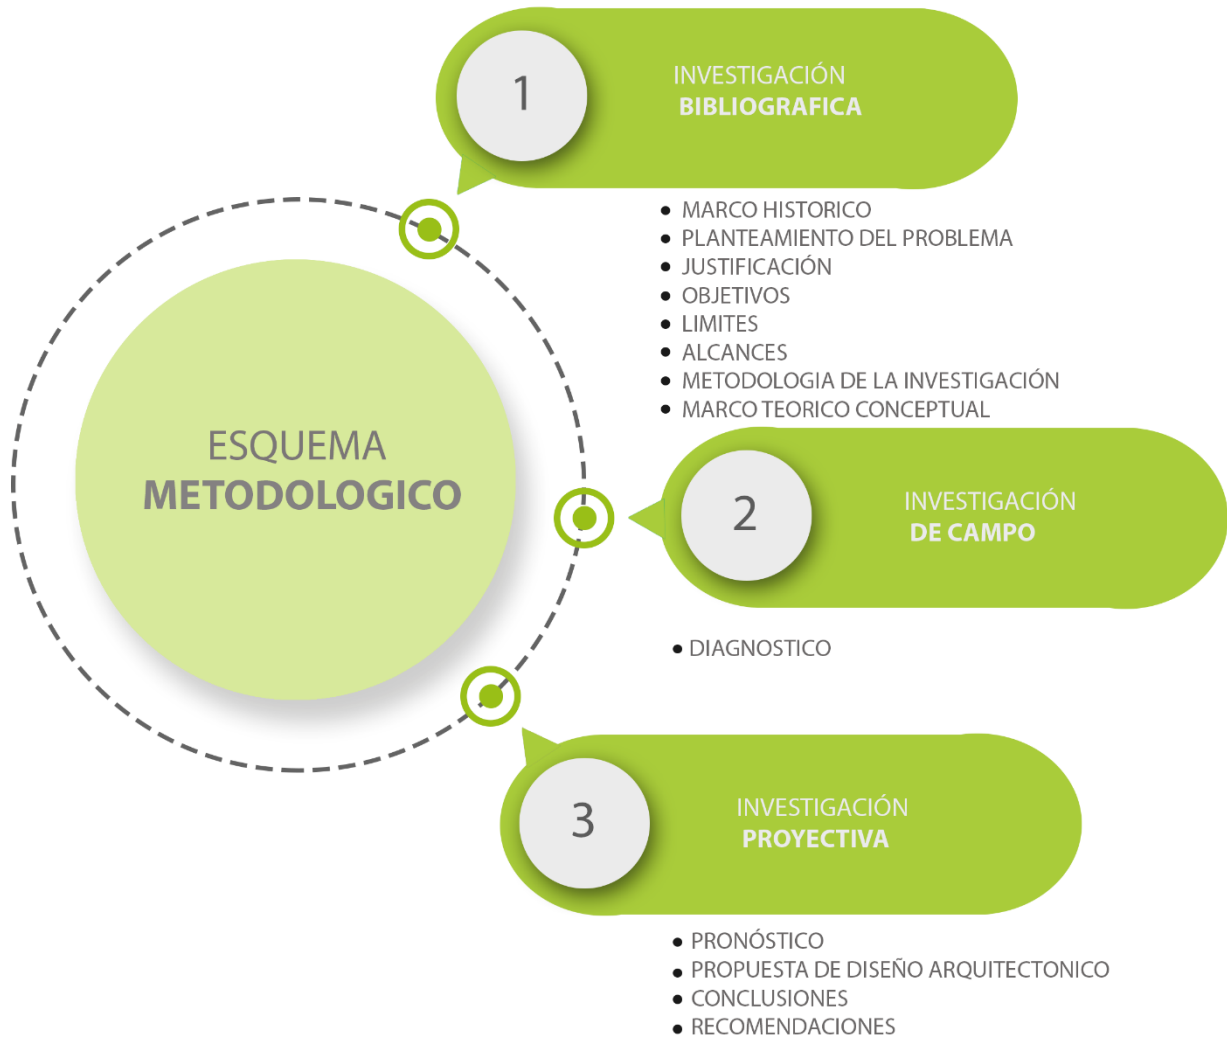 1
INVESTIGACIÓN
BIBLIOGRAFICA
• MARCO HISTORICO
• PLANTEAMIENTO DEL PROBLEMA
• JUSTIFICACIÓN
• OBJETIVOS
• LIMITES
• ALCANCES
• METODOLOGIA DE LA INVESTIGACIÓN
• MARCO TEORICO CONCEPTUAL
ESQUEMA
METODOLOGICO
2
INVESTIGACIÓN
DE CAMPO
• DIAGNOSTICO
3
INVESTIGACIÓN
PROYECTIVA
• PRONÓSTICO
• PROPUESTA DE DISEÑO ARQUITECTONICO
• CONCLUSIONES
• RECOMENDACIONES